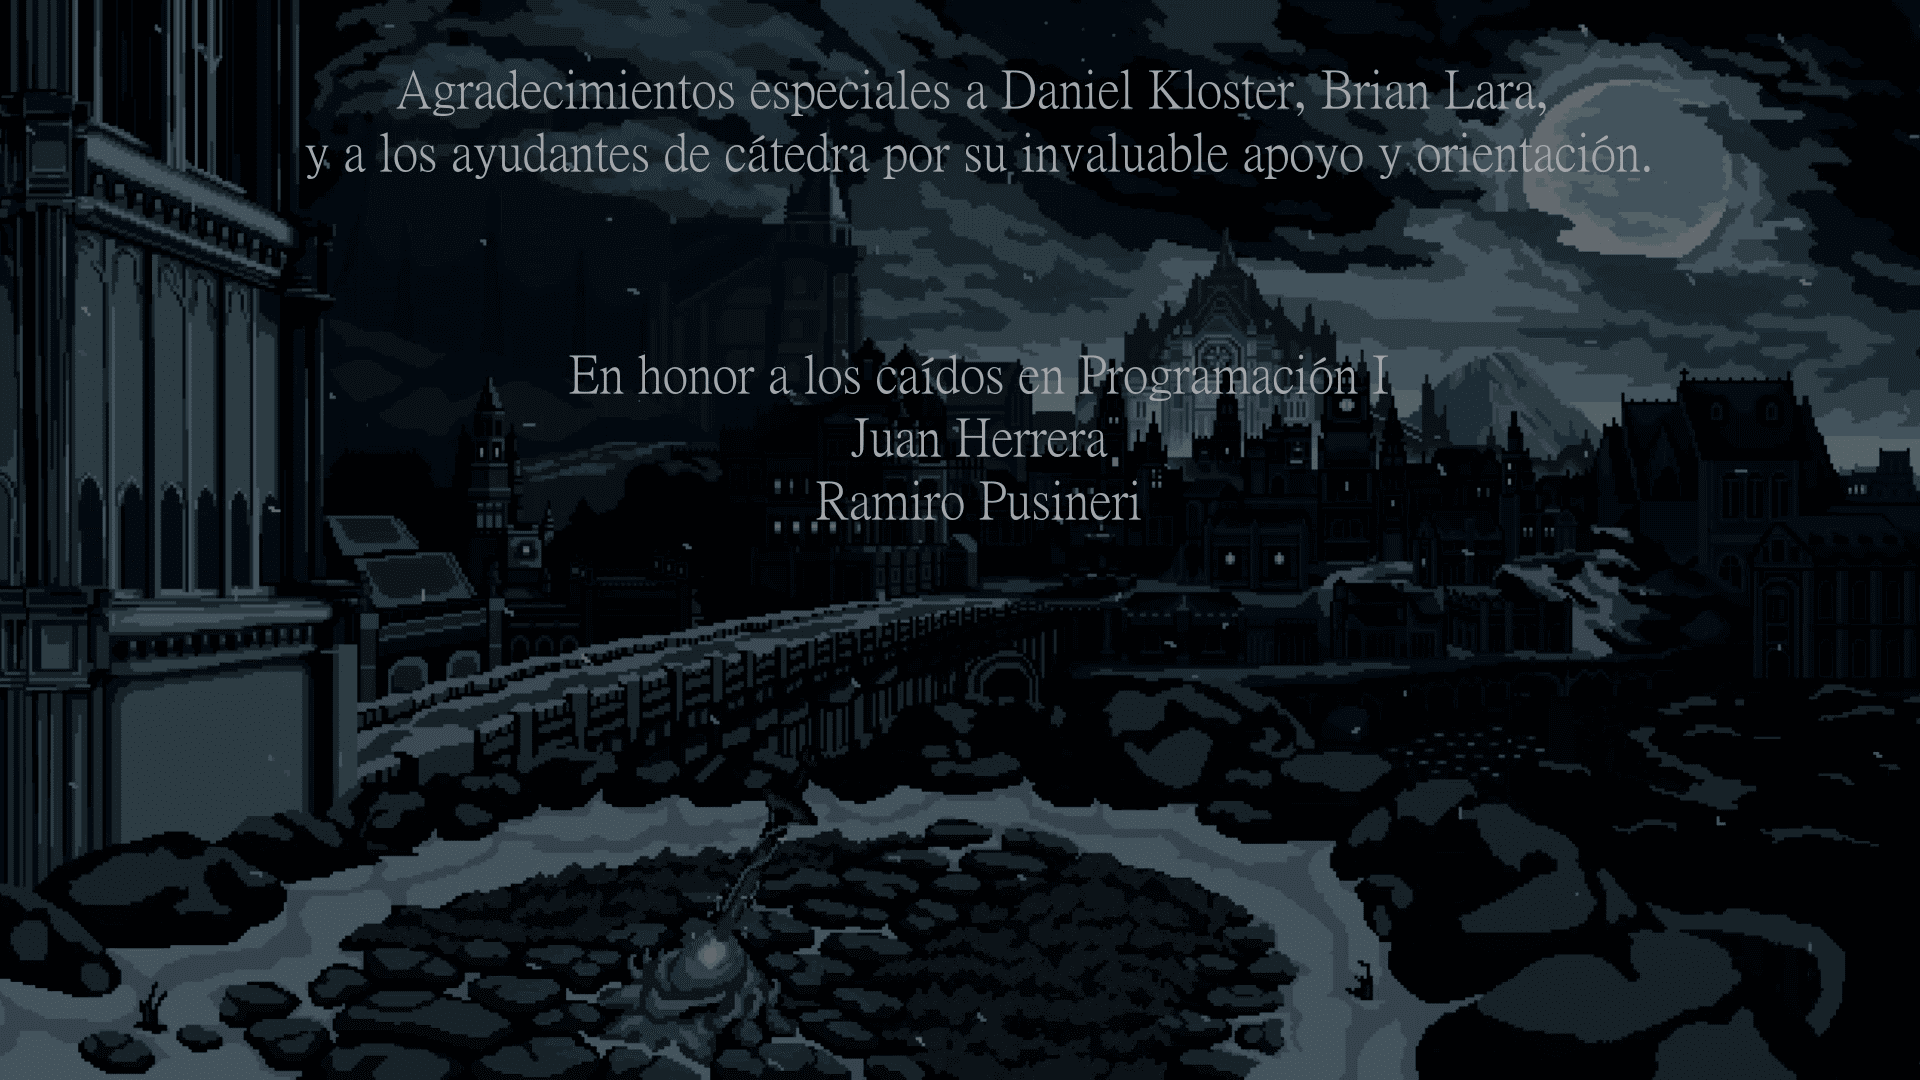 Agradecimientos especiales a Daniel Kloster, Brian Lara,
y a los ayudantes de cátedra por su invaluable apoyo y orientación.
En honor a los caídos en Programación I
Juan Herrera
Ramiro Pusineri